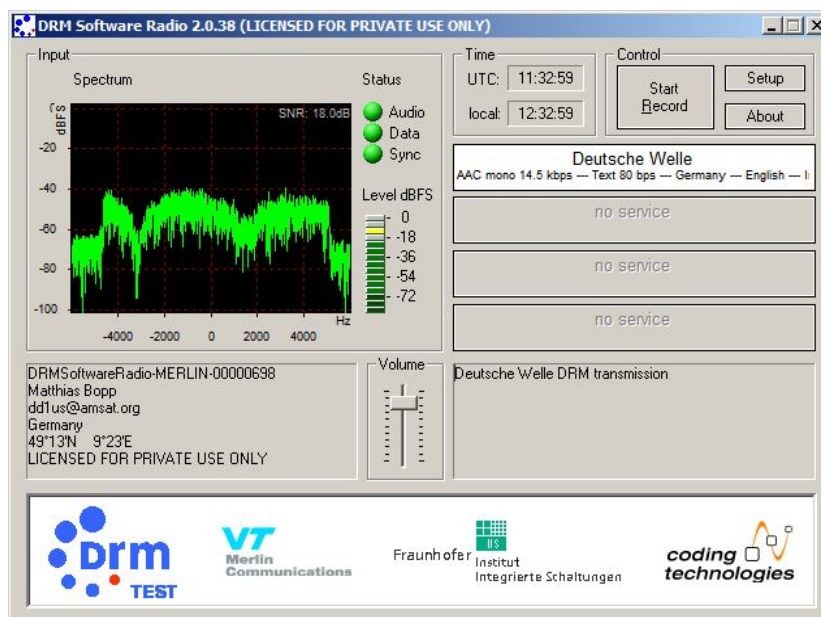 DRM Software Radio 2.0.38 (LICENSED FOR PRIVATE USE ONLY)
Input
Spectrum
Status
SNR: 18.0dB
dBFS
0
-20
-40
-60
-80
-100
-4000 -2000 0 2000 4000
Hz
Audio
Data
Sync
Level dBFS
0
-18
-36
-54
-72
Time
UTC: 11:32:59
local: 12:32:59
Control
Start
Record
Setup
About
Deutsche Welle
AAC mono 14.5 kbps --- Text 80 bps --- Germany --- English ---
no service
no service
no service
DRMSoftwareRadio-MERLIN-00000698
Matthias Bopp
dd1us@amsat.org
Germany
49°13'N 9°23'E
LICENSED FOR PRIVATE USE ONLY
Volume
Deutsche Welle DRM transmission
Drm
TEST
VT
Merlin
Communications
Fraunhofer
IIS
Institut
Integrierte Schaltungen
coding
technologies